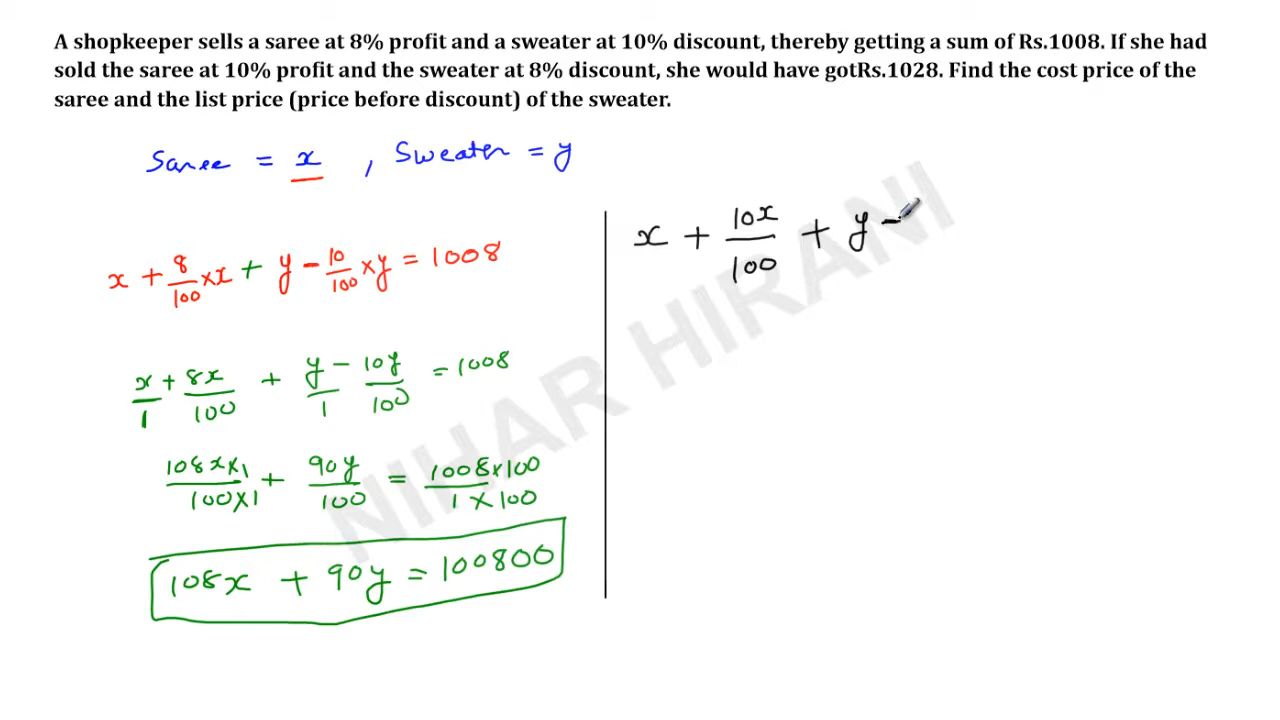 A shopkeeper sells a saree at 8% profit and a sweater at 10% discount, thereby getting a sum of Rs.1008. If she had
sold the saree at 10% profit and the sweater at 8% discount, she would have gotRs.1028. Find the cost price of the
saree and the list price (price before discount) of the sweater.
Saree = x , Sweater = y
x + 8/100 × x + y - 10/100 × y = 1008
x/1 + 8x/100 + y/1 - 10y/100 = 1008
108x×1/100×1 + 90y/100 = 1008×100/1×100
108x + 90y = 100800
x + 10x/100 + y -
NIHAR HIRANI